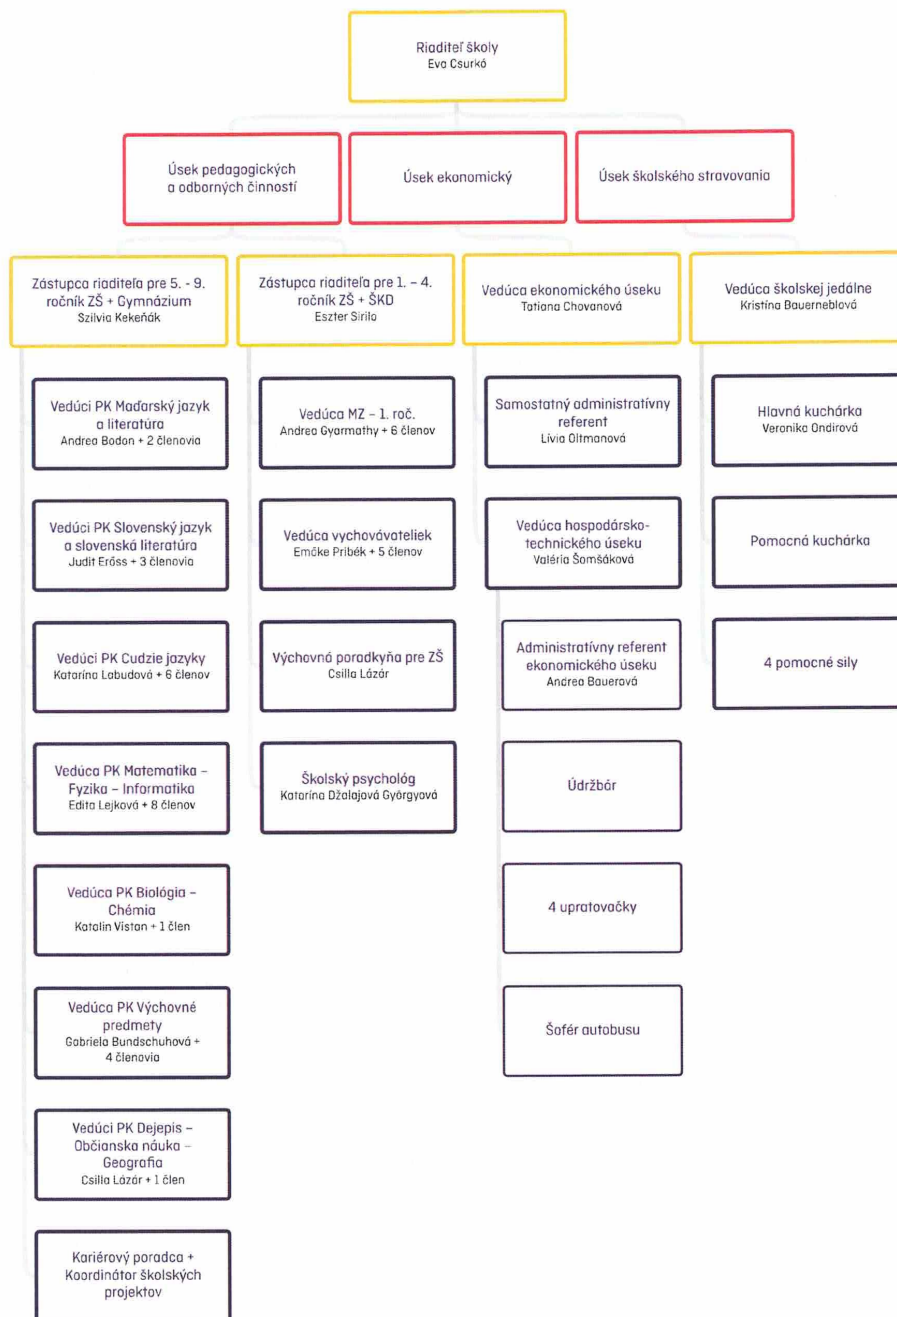 Riaditeľ školy
Eva Csurkó
Úsek pedagogických
a odborných činností
Úsek ekonomický
Úsek školského stravovania
Zástupca riaditeľa pre 5. - 9.
ročník ZŠ + Gymnázium
Szilvia Kekeňák
Zástupca riaditeľa pre 1. – 4.
ročník ZŠ + ŠKD
Eszter Sirilo
Vedúca ekonomického úseku
Tatiana Chovanová
Vedúca školskej jedálne
Kristína Bauerneblová
Vedúci PK Maďarský jazyk
a literatúra
Andrea Bodon + 2 členovia
Vedúci PK Slovenský jazyk
a slovenská literatúra
Judit Erőss + 3 členovia
Vedúci PK Cudzie jazyky
Katarína Labudová + 6 členov
Vedúca PK Matematika –
Fyzika – Informatika
Edita Lejková + 8 členov
Vedúca PK Biológia –
Chémia
Katalin Vistan + 1 člen
Vedúca PK Výchovné
predmety
Gabriela Bundschuhová +
4 členovia
Vedúci PK Dejepis –
Občianska náuka –
Geografia
Csilla Lázár + 1 člen
Kariérový poradca +
Koordinátor školských
projektov
Vedúca MZ – 1. roč.
Andrea Gyarmathy + 6 členov
Vedúca vychovávateliek
Emőke Pribék + 5 členov
Výchovná poradkyňa pre ZŠ
Csilla Lázár
Školský psychológ
Katarína Džalajová Györgyová
Samostatný administratívny
referent
Lívia Oltmanová
Vedúca hospodársko-
technického úseku
Valéria Šomšáková
Administratívny referent
ekonomického úseku
Andrea Bauerová
Údržbár
4 upratovačky
Šofér autobusu
Hlavná kuchárka
Veronika Ondirová
Pomocná kuchárka
4 pomocné sily